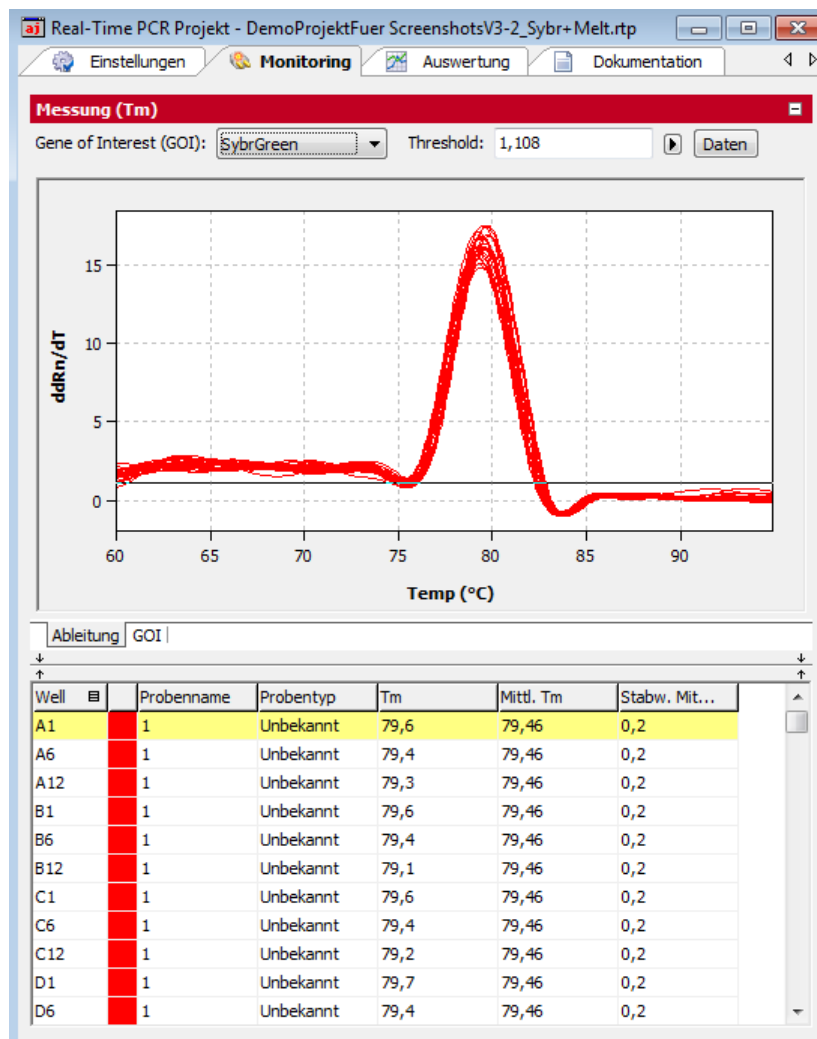 aj Real-Time PCR Projekt - DemoProjektFuer ScreenshotsV3-2_Sybr+Melt.rtp
Einstellungen Monitoring Auswertung Dokumentation
Messung (Tm)
Gene of Interest (GOI): SybrGreen Threshold: 1,108 Daten
ddRn/dT
15
10
5
0
60 65 70 75 80 85 90
Temp (°C)
Ableitung GOI
Well Probenname Probentyp Tm Mittl. Tm Stabw. Mit...
A1 1 Unbekannt 79,6 79,46 0,2
A6 1 Unbekannt 79,4 79,46 0,2
A12 1 Unbekannt 79,3 79,46 0,2
B1 1 Unbekannt 79,6 79,46 0,2
B6 1 Unbekannt 79,4 79,46 0,2
B12 1 Unbekannt 79,1 79,46 0,2
C1 1 Unbekannt 79,6 79,46 0,2
C6 1 Unbekannt 79,4 79,46 0,2
C12 1 Unbekannt 79,2 79,46 0,2
D1 1 Unbekannt 79,7 79,46 0,2
D6 1 Unbekannt 79,4 79,46 0,2